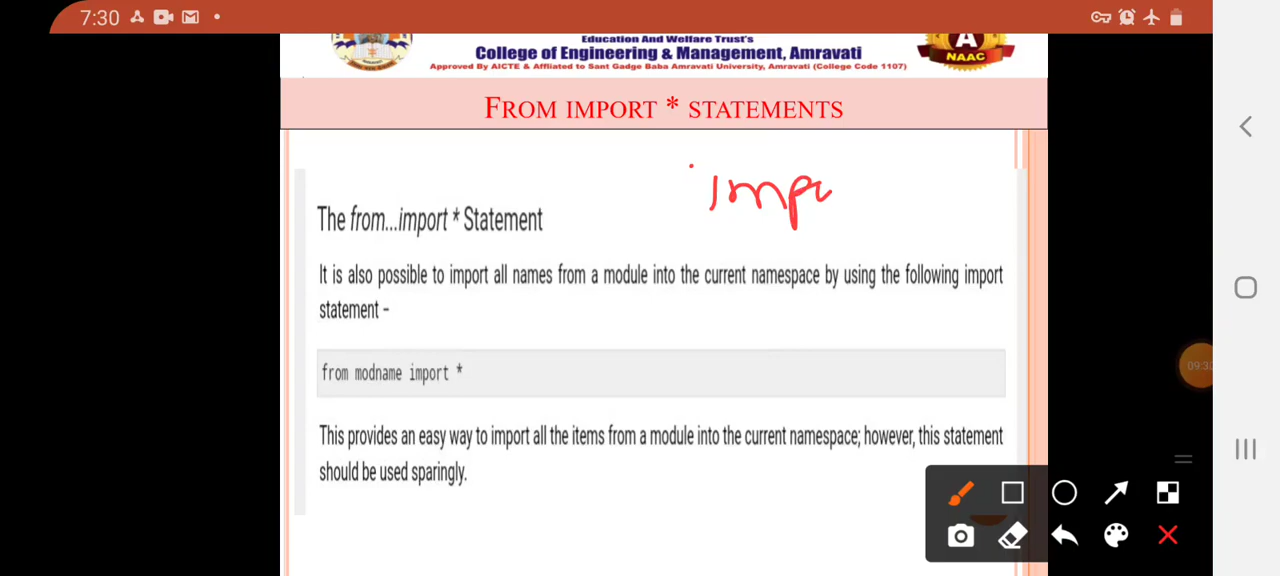 7:30
Education And Welfare Trust's
College of Engineering & Management, Amravati
Approved By AICTE & Affliated to Sant Gadge Baba Amravati University, Amravati (College Code 1107)
A
NAAC
FROM IMPORT * STATEMENTS
impo
The from...import * Statement
It is also possible to import all names from a module into the current namespace by using the following import
statement –
from modname import *
This provides an easy way to import all the items from a module into the current namespace; however, this statement
should be used sparingly.